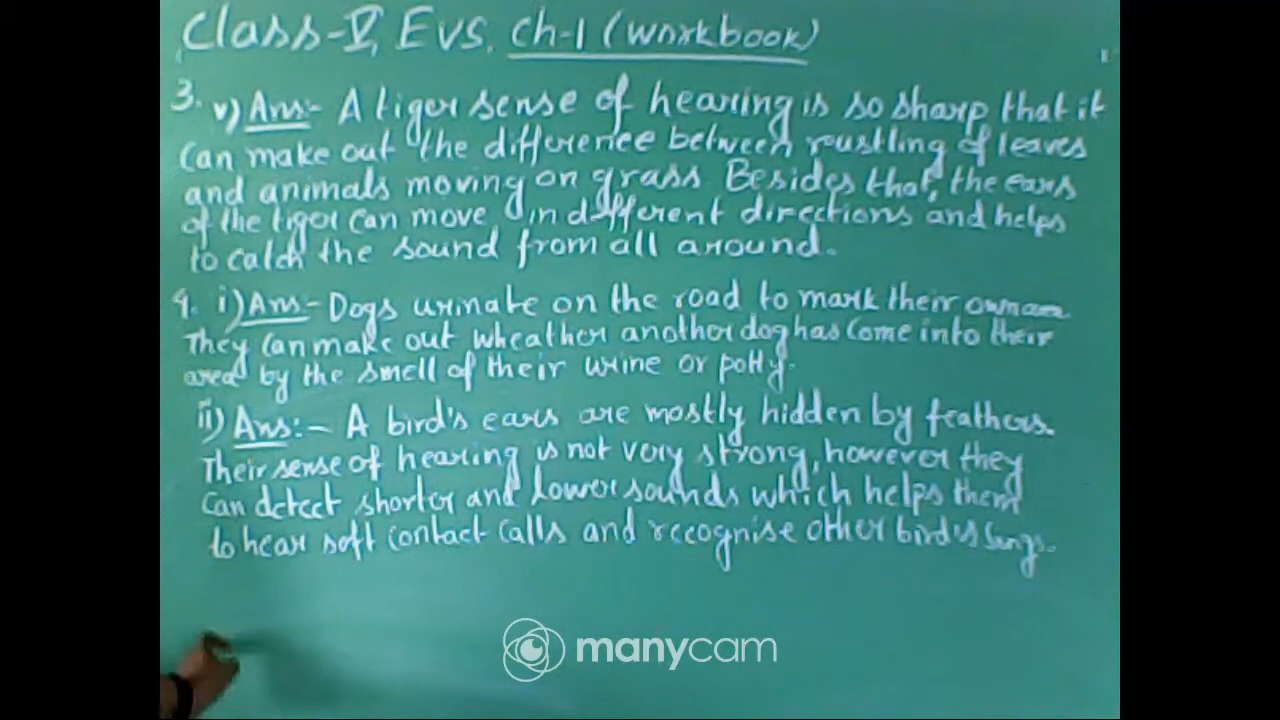 Class-V, EVS. Ch-1 (Workbook)
3. v) Ans:- A tiger sense of hearing is so sharp that it
can make out the difference between rustling of leaves
and animals moving on grass Besides that, the ears
of the tiger can move in different directions and helps
to catch the sound from all around.
4. i) Ans- Dogs urinate on the road to mark their own
They can make out wheather another dog has come into their
area by the smell of their urine or potty.
ii) Ans:- A bird's ears are mostly hidden by feathers.
Their sense of hearing is not very strong, however they
Can detect shorter and lower sounds which helps them
to hear soft contact calls and recognise other bird's songs.
manycam